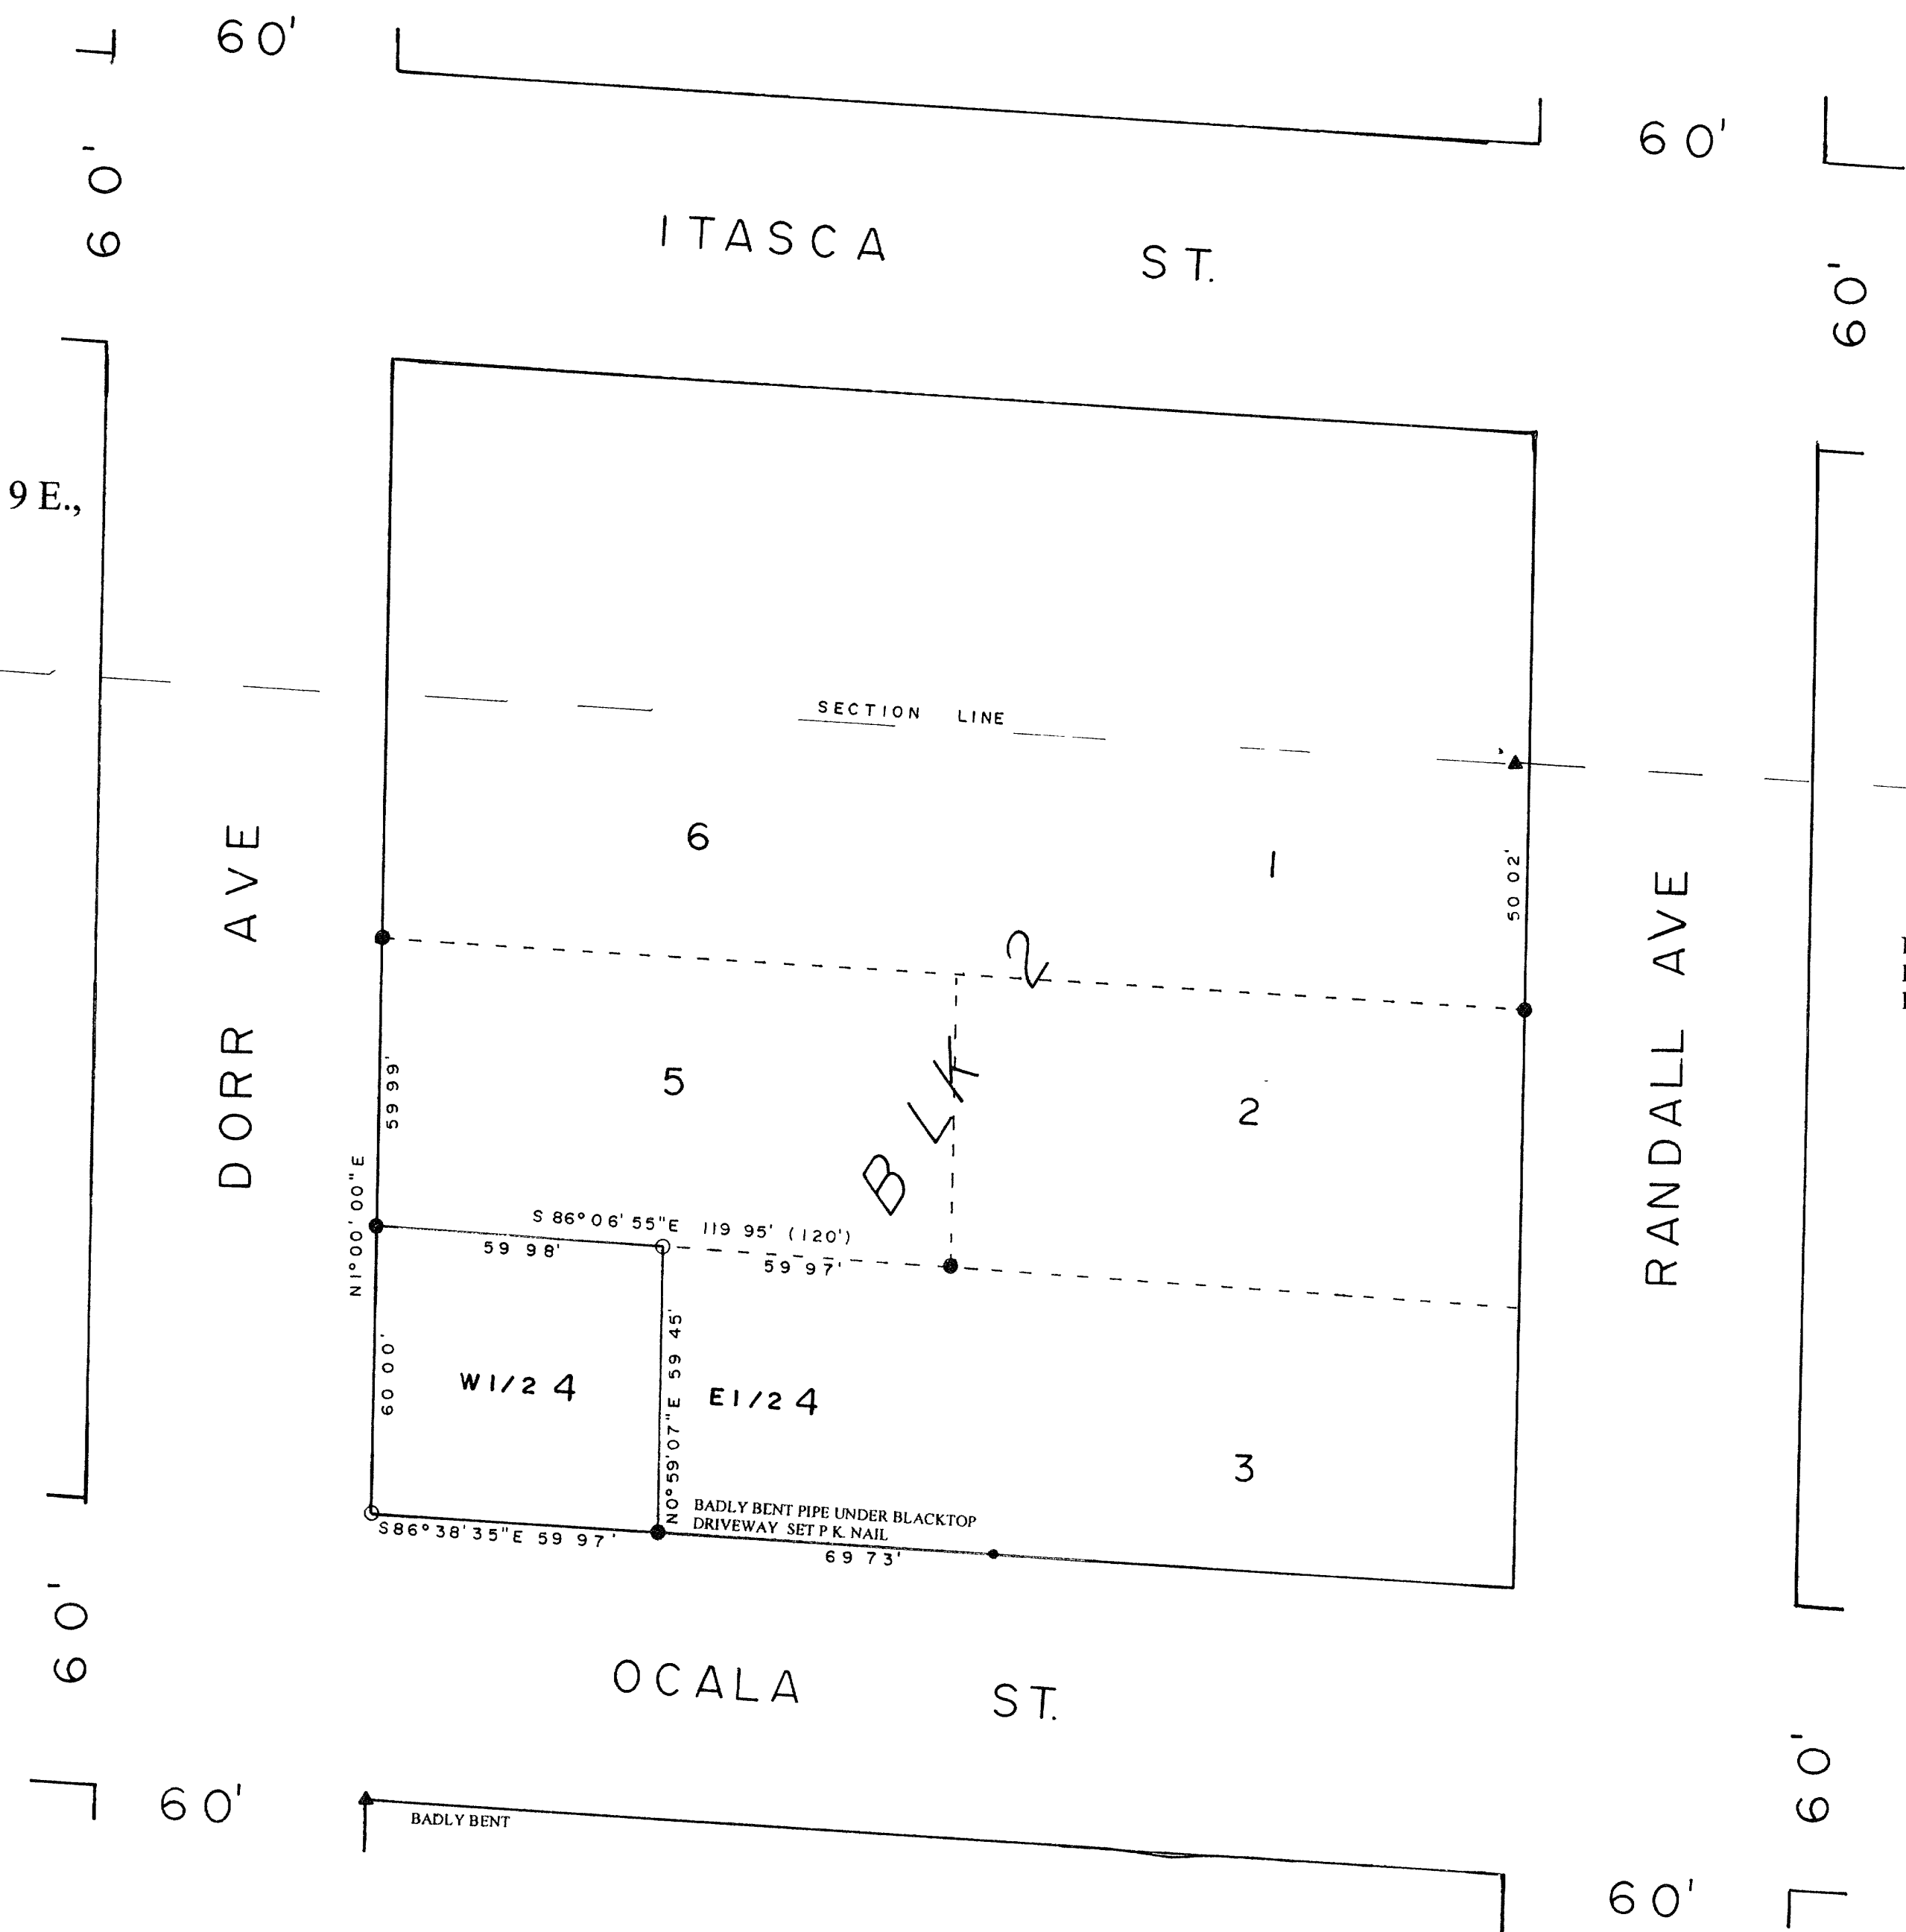 60'
60'
60'
ITASCA ST.
60'
9 E.,
SECTION LINE
6
1
50 02'
DORR AVE
RANDALL AVE
BLK 2
59 99'
5
2
N1°00'00"E
S 86°06'55"E 119 95' (120')
59 98'
59 97'
60 00'
W1/2 4
N0°59'07"E 59 45'
E1/2 4
3
BADLY BENT PIPE UNDER BLACKTOP
DRIVEWAY SET P K. NAIL
S86°38'35"E 59 97'
69 73'
60'
OCALA ST.
60'
60'
BADLY BENT
60'